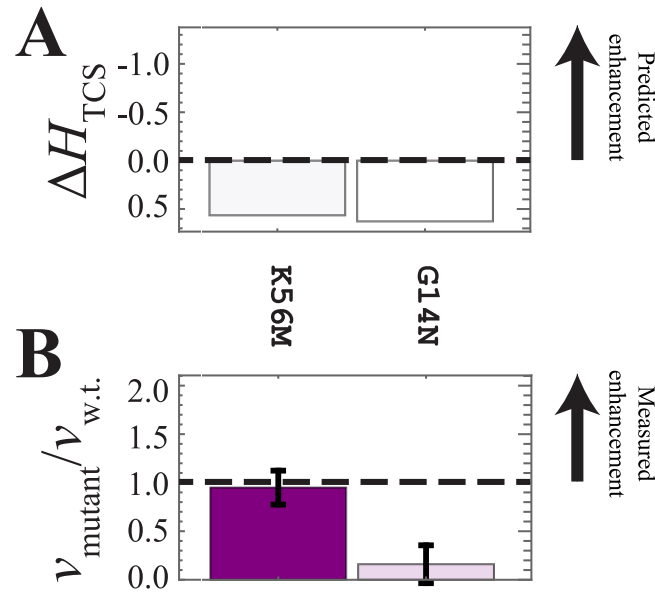 A
ΔH_TCS
-1.0
-0.5
0.0
0.5
Predicted
enhancement
K56M
G14N
B
v_mutant/v_w.t.
2.0
1.5
1.0
0.5
0.0
Measured
enhancement